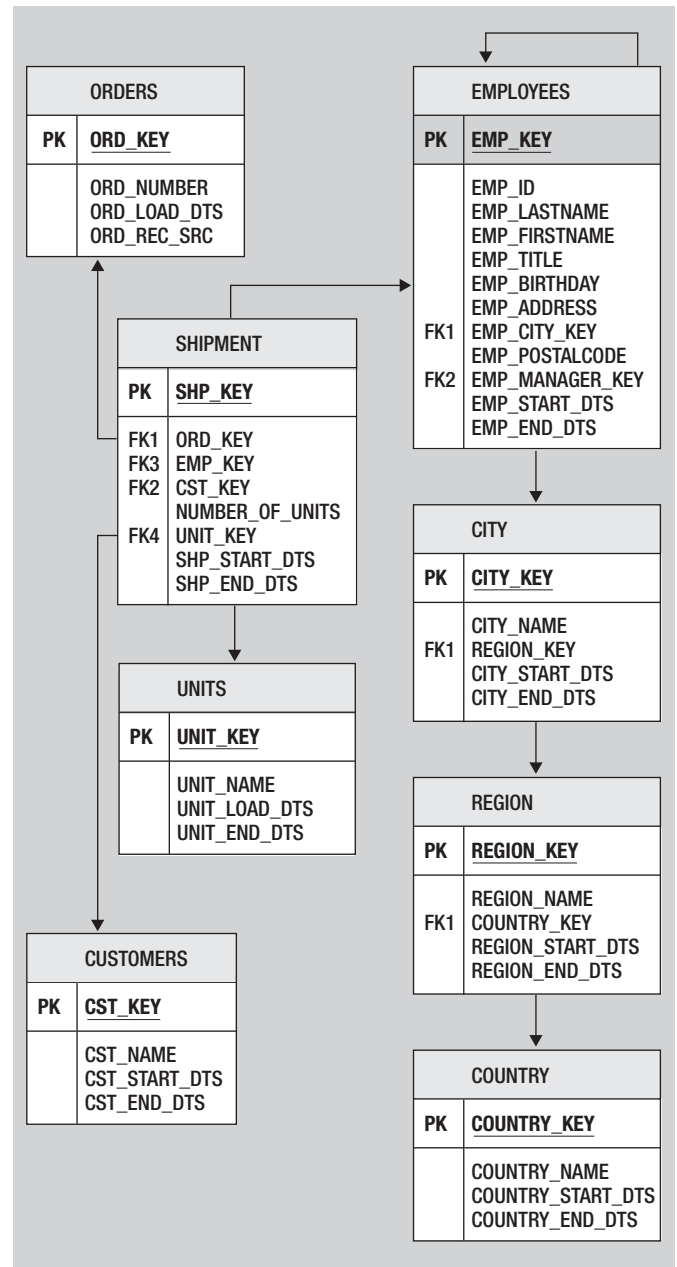 ORDERS
PK ORD_KEY
ORD_NUMBER
ORD_LOAD_DTS
ORD_REC_SRC
EMPLOYEES
PK EMP_KEY
EMP_ID
EMP_LASTNAME
EMP_FIRSTNAME
EMP_TITLE
EMP_BIRTHDAY
EMP_ADDRESS
FK1 EMP_CITY_KEY
EMP_POSTALCODE
FK2 EMP_MANAGER_KEY
EMP_START_DTS
EMP_END_DTS
SHIPMENT
PK SHP_KEY
FK1 ORD_KEY
FK3 EMP_KEY
FK2 CST_KEY
NUMBER_OF_UNITS
FK4 UNIT_KEY
SHP_START_DTS
SHP_END_DTS
CITY
PK CITY_KEY
CITY_NAME
FK1 REGION_KEY
CITY_START_DTS
CITY_END_DTS
UNITS
PK UNIT_KEY
UNIT_NAME
UNIT_LOAD_DTS
UNIT_END_DTS
REGION
PK REGION_KEY
REGION_NAME
FK1 COUNTRY_KEY
REGION_START_DTS
REGION_END_DTS
CUSTOMERS
PK CST_KEY
CST_NAME
CST_START_DTS
CST_END_DTS
COUNTRY
PK COUNTRY_KEY
COUNTRY_NAME
COUNTRY_START_DTS
COUNTRY_END_DTS